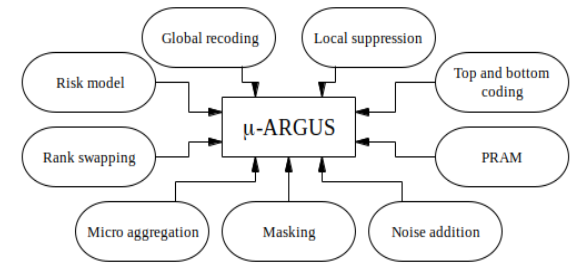 Global recoding
Local suppression
Risk model
Top and bottom
coding
μ-ARGUS
Rank swapping
PRAM
Micro aggregation
Masking
Noise addition